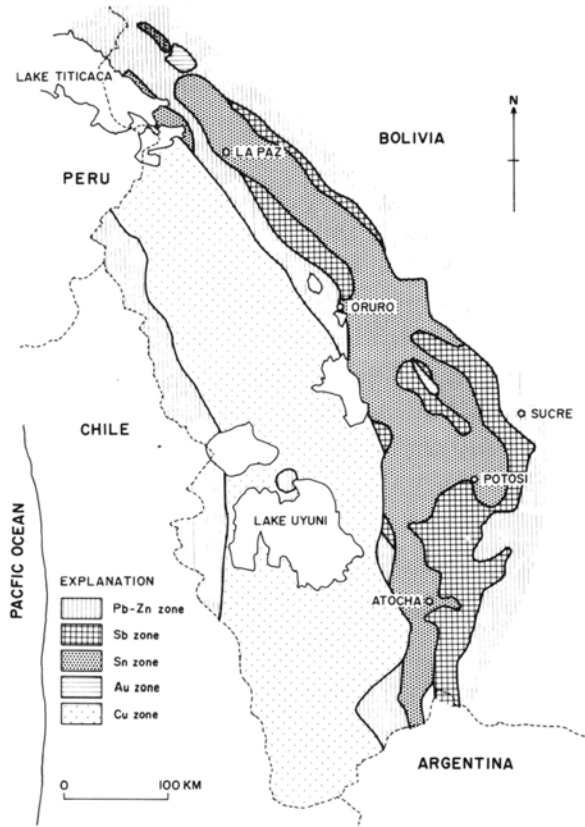 LAKE TITICACA
N
BOLIVIA
LA PAZ
PERU
ORURO
SUCRE
CHILE
POTOSI
LAKE UYUNI
PACFIC OCEAN
ATOCHA
EXPLANATION
Pb-Zn zone
Sb zone
Sn zone
Au zone
Cu zone
0 100 KM
ARGENTINA